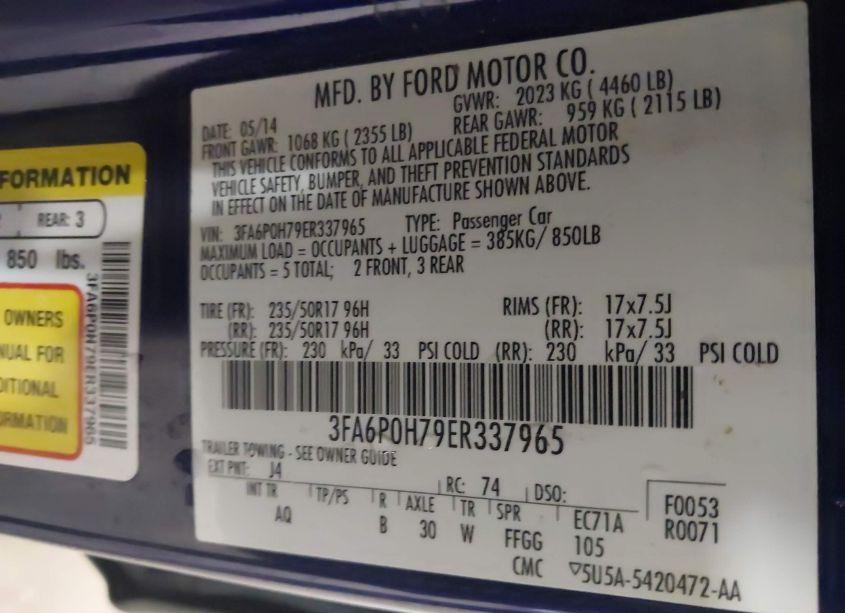 MFD. BY FORD MOTOR CO.
DATE: 05/14 GVWR: 2023 KG ( 4460 LB)
FRONT GAWR: 1068 KG ( 2355 LB) REAR GAWR: 959 KG ( 2115 LB)
THIS VEHICLE CONFORMS TO ALL APPLICABLE FEDERAL MOTOR
VEHICLE SAFETY, BUMPER, AND THEFT PREVENTION STANDARDS
IN EFFECT ON THE DATE OF MANUFACTURE SHOWN ABOVE.
VIN: 3FA6P0H79ER337965 TYPE: Passenger Car
MAXIMUM LOAD = OCCUPANTS + LUGGAGE = 385KG/ 850LB
OCCUPANTS = 5 TOTAL; 2 FRONT, 3 REAR
TIRE (FR): 235/50R17 96H RIMS (FR): 17x7.5J
(RR): 235/50R17 96H (RR): 17x7.5J
PRESSURE (FR): 230 kPa/ 33 PSI COLD (RR): 230 kPa/ 33 PSI COLD
3FA6P0H79ER337965
TRAILER TOWING - SEE OWNER GUIDE
EXT PNT: J4 RC: 74 DSO: F0053
R0071
INT TR TP/PS R AXLE TR SPR EC71A
AQ B 30 W FFGG 105
CMC ▽5U5A-5420472-AA
FORMATION
REAR: 3
850 lbs.
OWNERS
NUAL FOR
DITIONAL
ORMATION
3FA6P0H79ER337965